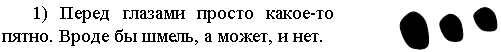 1) Перед глазами просто какое-то
пятно. Вроде бы шмель, а может, и нет.